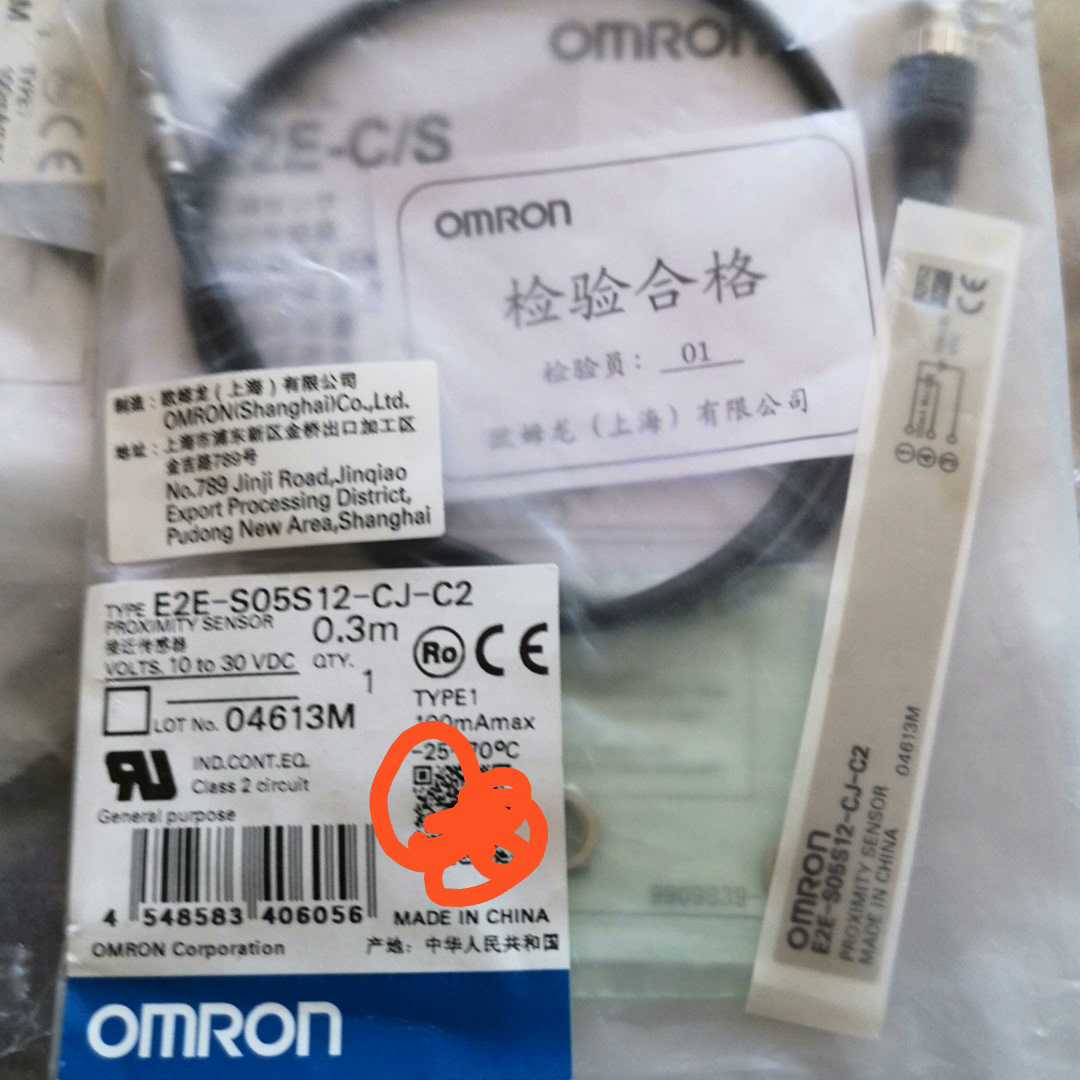 OMRON
E2E-C/S
OMRON
检验合格
检验员： 01
欧姆龙（上海）有限公司
制造：欧姆龙（上海）有限公司
OMRON(Shanghai)Co.,Ltd.
地址：上海市浦东新区金桥出口加工区
金吉路789号
No.789 Jinji Road,Jinqiao
Export Processing District,
Pudong New Area,Shanghai
TYPE E2E-S05S12-CJ-C2
PROXIMITY SENSOR 0.3m
接近传感器
VOLTS. 10 to 30 VDC QTY.
1
LOT No. 04613M
TYPE1
100mAmax
IND.CONT.EQ.
Class 2 circuit
General purpose
4 548583 406056
MADE IN CHINA
OMRON Corporation
产地：中华人民共和国
OMRON
OMRON
E2E-S05S12-CJ-C2
PROXIMITY SENSOR 04613M
MADE IN CHINA